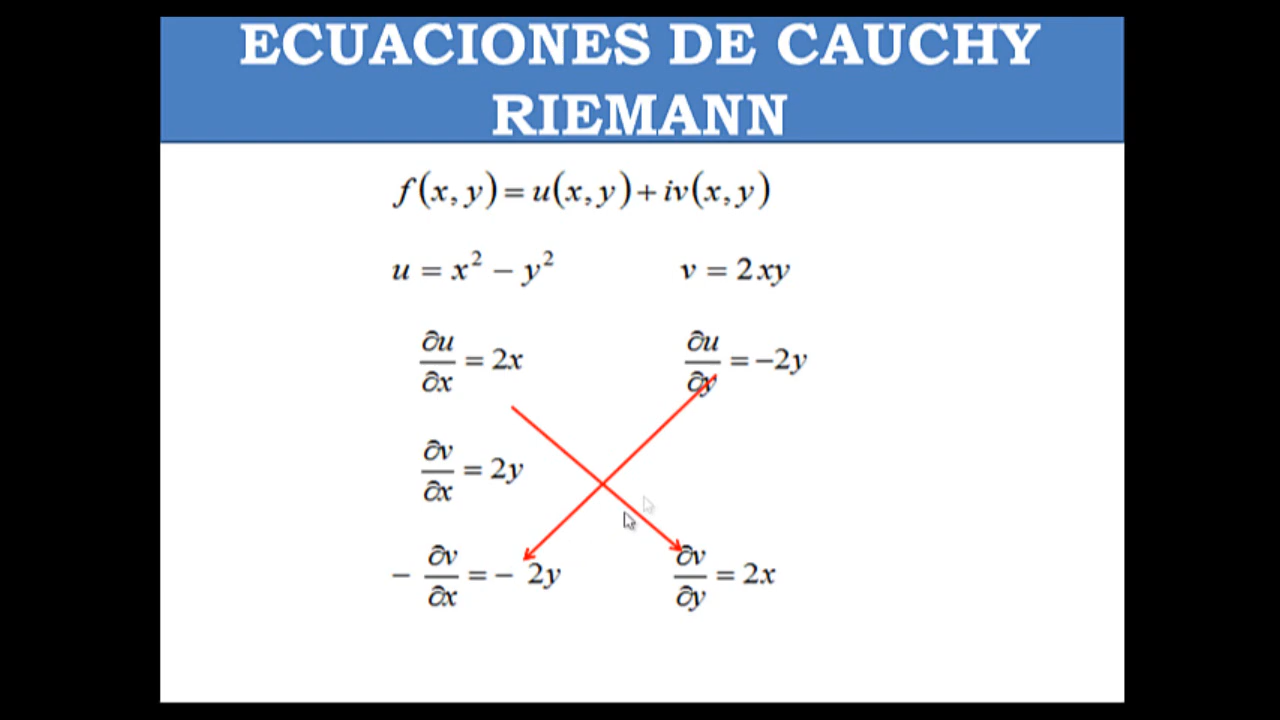 ECUACIONES DE CAUCHY
RIEMANN
f(x, y) = u(x, y) + iv(x, y)
u = x² − y² v = 2xy
∂u/∂x = 2x ∂u/∂y = −2y
∂v/∂x = 2y
− ∂v/∂x = − 2y ∂v/∂y = 2x